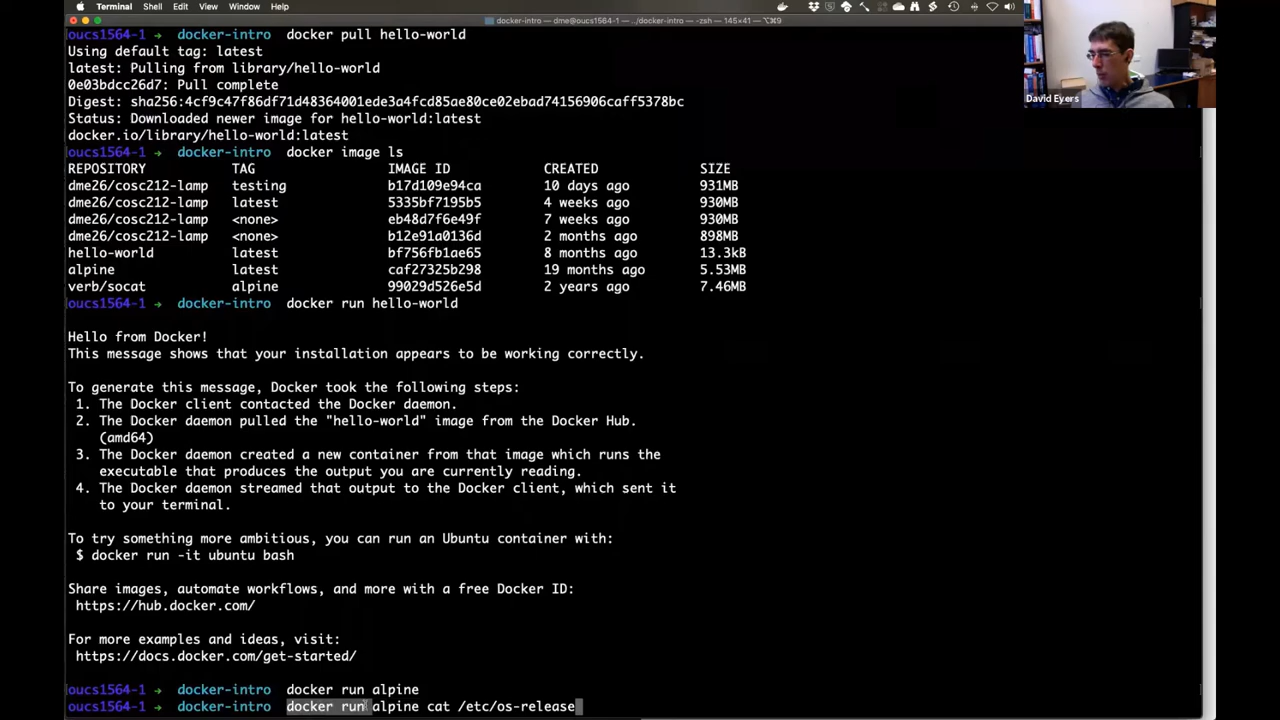 Terminal Shell Edit View Window Help
docker-intro — dme@oucs1564-1 — ../docker-intro — -zsh — 145×41
oucs1564-1 → docker-intro docker pull hello-world
Using default tag: latest
latest: Pulling from library/hello-world
0e03bdcc26d7: Pull complete
Digest: sha256:4cf9c47f86df71d48364001ede3a4fcd85ae80ce02ebad74156906caff5378bc
Status: Downloaded newer image for hello-world:latest
docker.io/library/hello-world:latest
oucs1564-1 → docker-intro docker image ls
REPOSITORY TAG IMAGE ID CREATED SIZE
dme26/cosc212-lamp testing b17d109e94ca 10 days ago 931MB
dme26/cosc212-lamp latest 5335bf7195b5 4 weeks ago 930MB
dme26/cosc212-lamp <none> eb48d7f6e49f 7 weeks ago 930MB
dme26/cosc212-lamp <none> b12e91a0136d 2 months ago 898MB
hello-world latest bf756fb1ae65 8 months ago 13.3kB
alpine latest caf27325b298 19 months ago 5.53MB
verb/socat alpine 99029d526e5d 2 years ago 7.46MB
oucs1564-1 → docker-intro docker run hello-world
Hello from Docker!
This message shows that your installation appears to be working correctly.
To generate this message, Docker took the following steps:
1. The Docker client contacted the Docker daemon.
2. The Docker daemon pulled the "hello-world" image from the Docker Hub.
(amd64)
3. The Docker daemon created a new container from that image which runs the
executable that produces the output you are currently reading.
4. The Docker daemon streamed that output to the Docker client, which sent it
to your terminal.
To try something more ambitious, you can run an Ubuntu container with:
$ docker run -it ubuntu bash
Share images, automate workflows, and more with a free Docker ID:
https://hub.docker.com/
For more examples and ideas, visit:
https://docs.docker.com/get-started/
oucs1564-1 → docker-intro docker run alpine
oucs1564-1 → docker-intro docker run alpine cat /etc/os-release
David Eyers